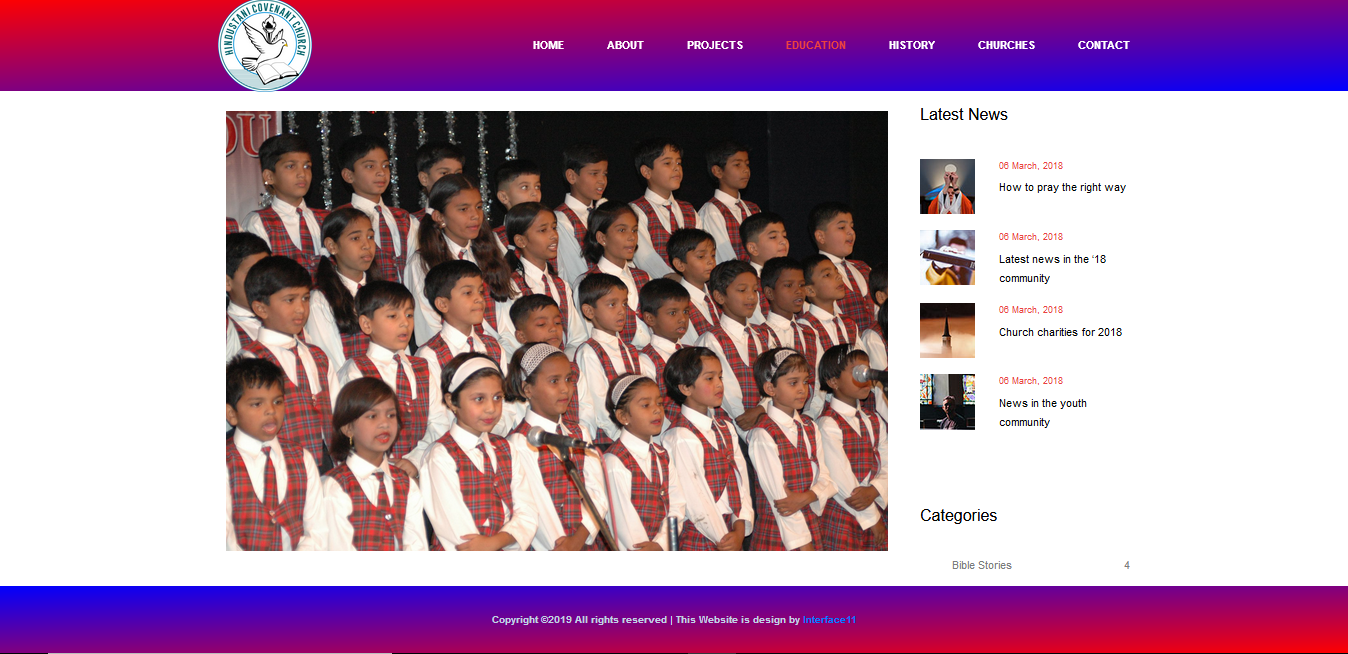 HINDUSTANI COVENANT CHURCH
HOME ABOUT PROJECTS EDUCATION HISTORY CHURCHES CONTACT
OU
Latest News
06 March, 2018
How to pray the right way
06 March, 2018
Latest news in the ‘18
community
06 March, 2018
Church charities for 2018
06 March, 2018
News in the youth
community
Categories
Bible Stories 4
Copyright ©2019 All rights reserved | This Website is design by Interface11